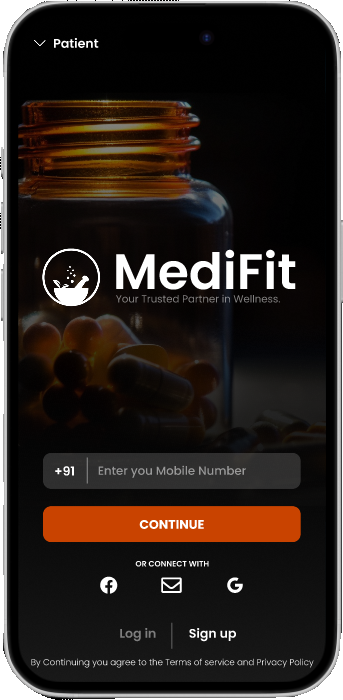 Patient
MediFit
Your Trusted Partner in Wellness.
+91 Enter you Mobile Number
CONTINUE
OR CONNECT WITH
Log in Sign up
By Continuing you agree to the Terms of service and Privacy Policy